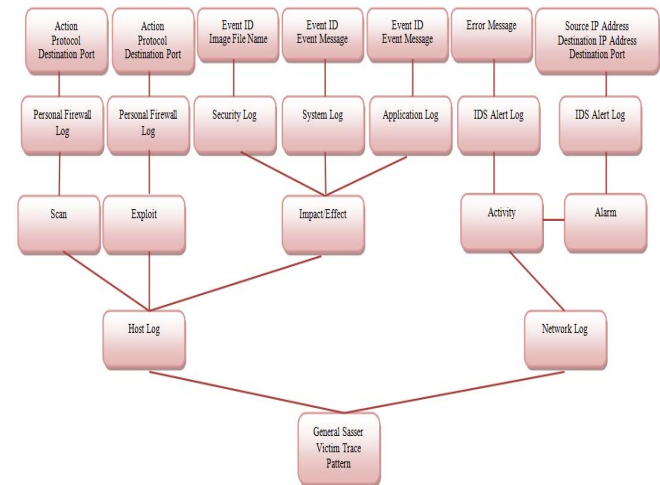 Action
Protocol
Destination Port
Action
Protocol
Destination Port
Event ID
Image File Name
Event ID
Event Message
Event ID
Event Message
Error Message
Source IP Address
Destination IP Address
Destination Port
Personal Firewall
Log
Personal Firewall
Log
Security Log
System Log
Application Log
IDS Alert Log
IDS Alert Log
Scan
Exploit
Impact/Effect
Activity
Alarm
Host Log
Network Log
General Sasser
Victim Trace
Pattern